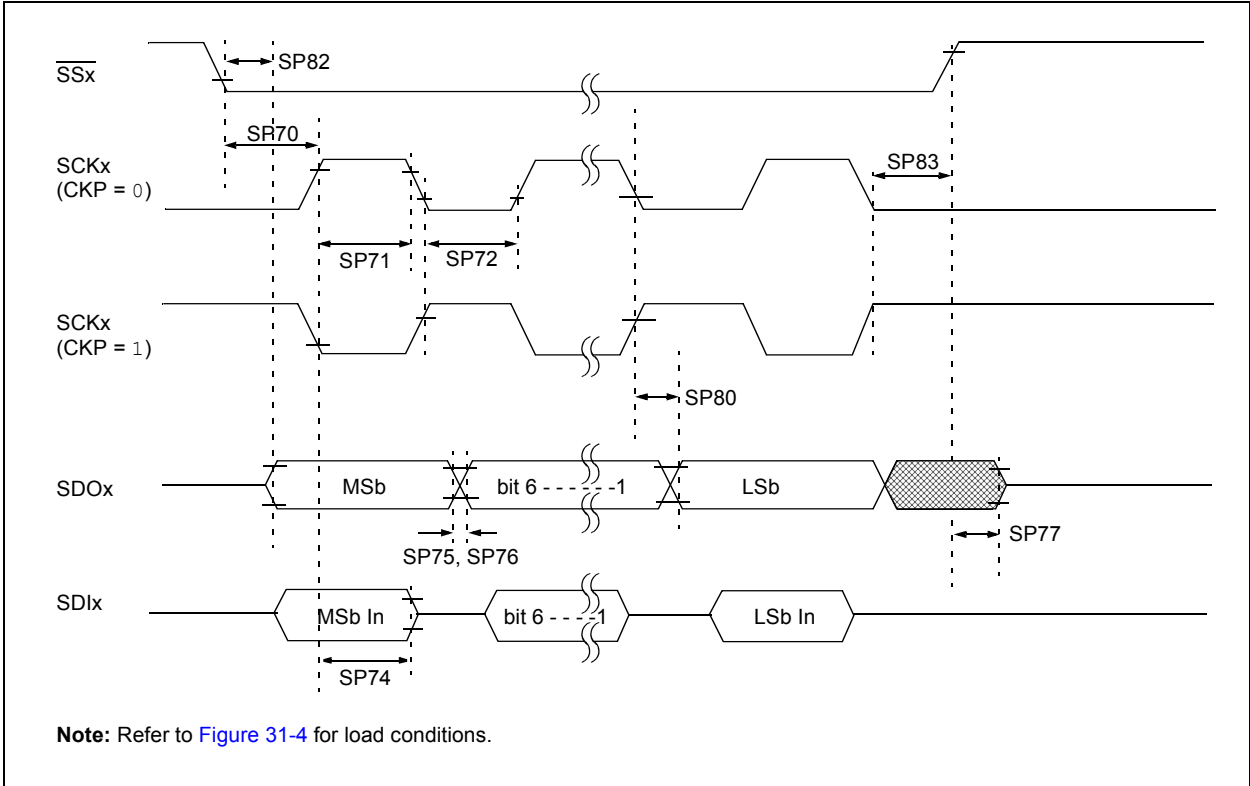 SSx
SP82
SP70
SCKx
(CKP = 0)
SP83
SP71
SP72
SCKx
(CKP = 1)
SP80
SDOx
MSb
bit 6 - - - - - - -1
LSb
SP75, SP76
SP77
SDIx
MSb In
bit 6 - - - -1
LSb In
SP74
Note: Refer to Figure 31-4 for load conditions.